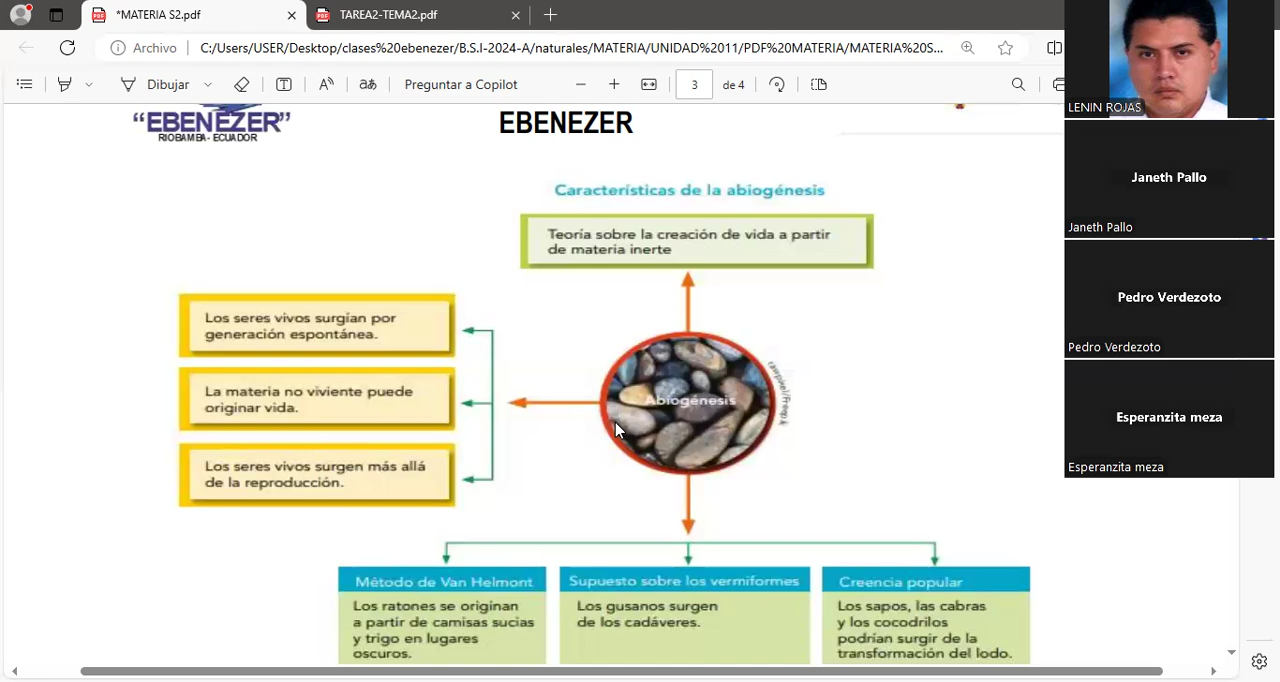 *MATERIA S2.pdf
TAREA2-TEMA2.pdf
Archivo
C:/Users/USER/Desktop/clases%20ebenezer/B.S.I-2024-A/naturales/MATERIA/UNIDAD%2011/PDF%20MATERIA/MATERIA%20S...
Dibujar
Preguntar a Copilot
3
de 4
LENIN ROJAS
Janeth Pallo
Janeth Pallo
Pedro Verdezoto
Pedro Verdezoto
Esperanzita meza
Esperanzita meza
“EBENEZER”
RIOBAMBA - ECUADOR
EBENEZER
Características de la abiogénesis
Teoría sobre la creación de vida a partir
de materia inerte
Los seres vivos surgían por
generación espontánea.
La materia no viviente puede
originar vida.
Los seres vivos surgen más allá
de la reproducción.
Abiogénesis
rawpixel/Freepik
Método de Van Helmont
Los ratones se originan
a partir de camisas sucias
y trigo en lugares
oscuros.
Supuesto sobre los vermiformes
Los gusanos surgen
de los cadáveres.
Creencia popular
Los sapos, las cabras
y los cocodrilos
podrían surgir de la
transformación del lodo.